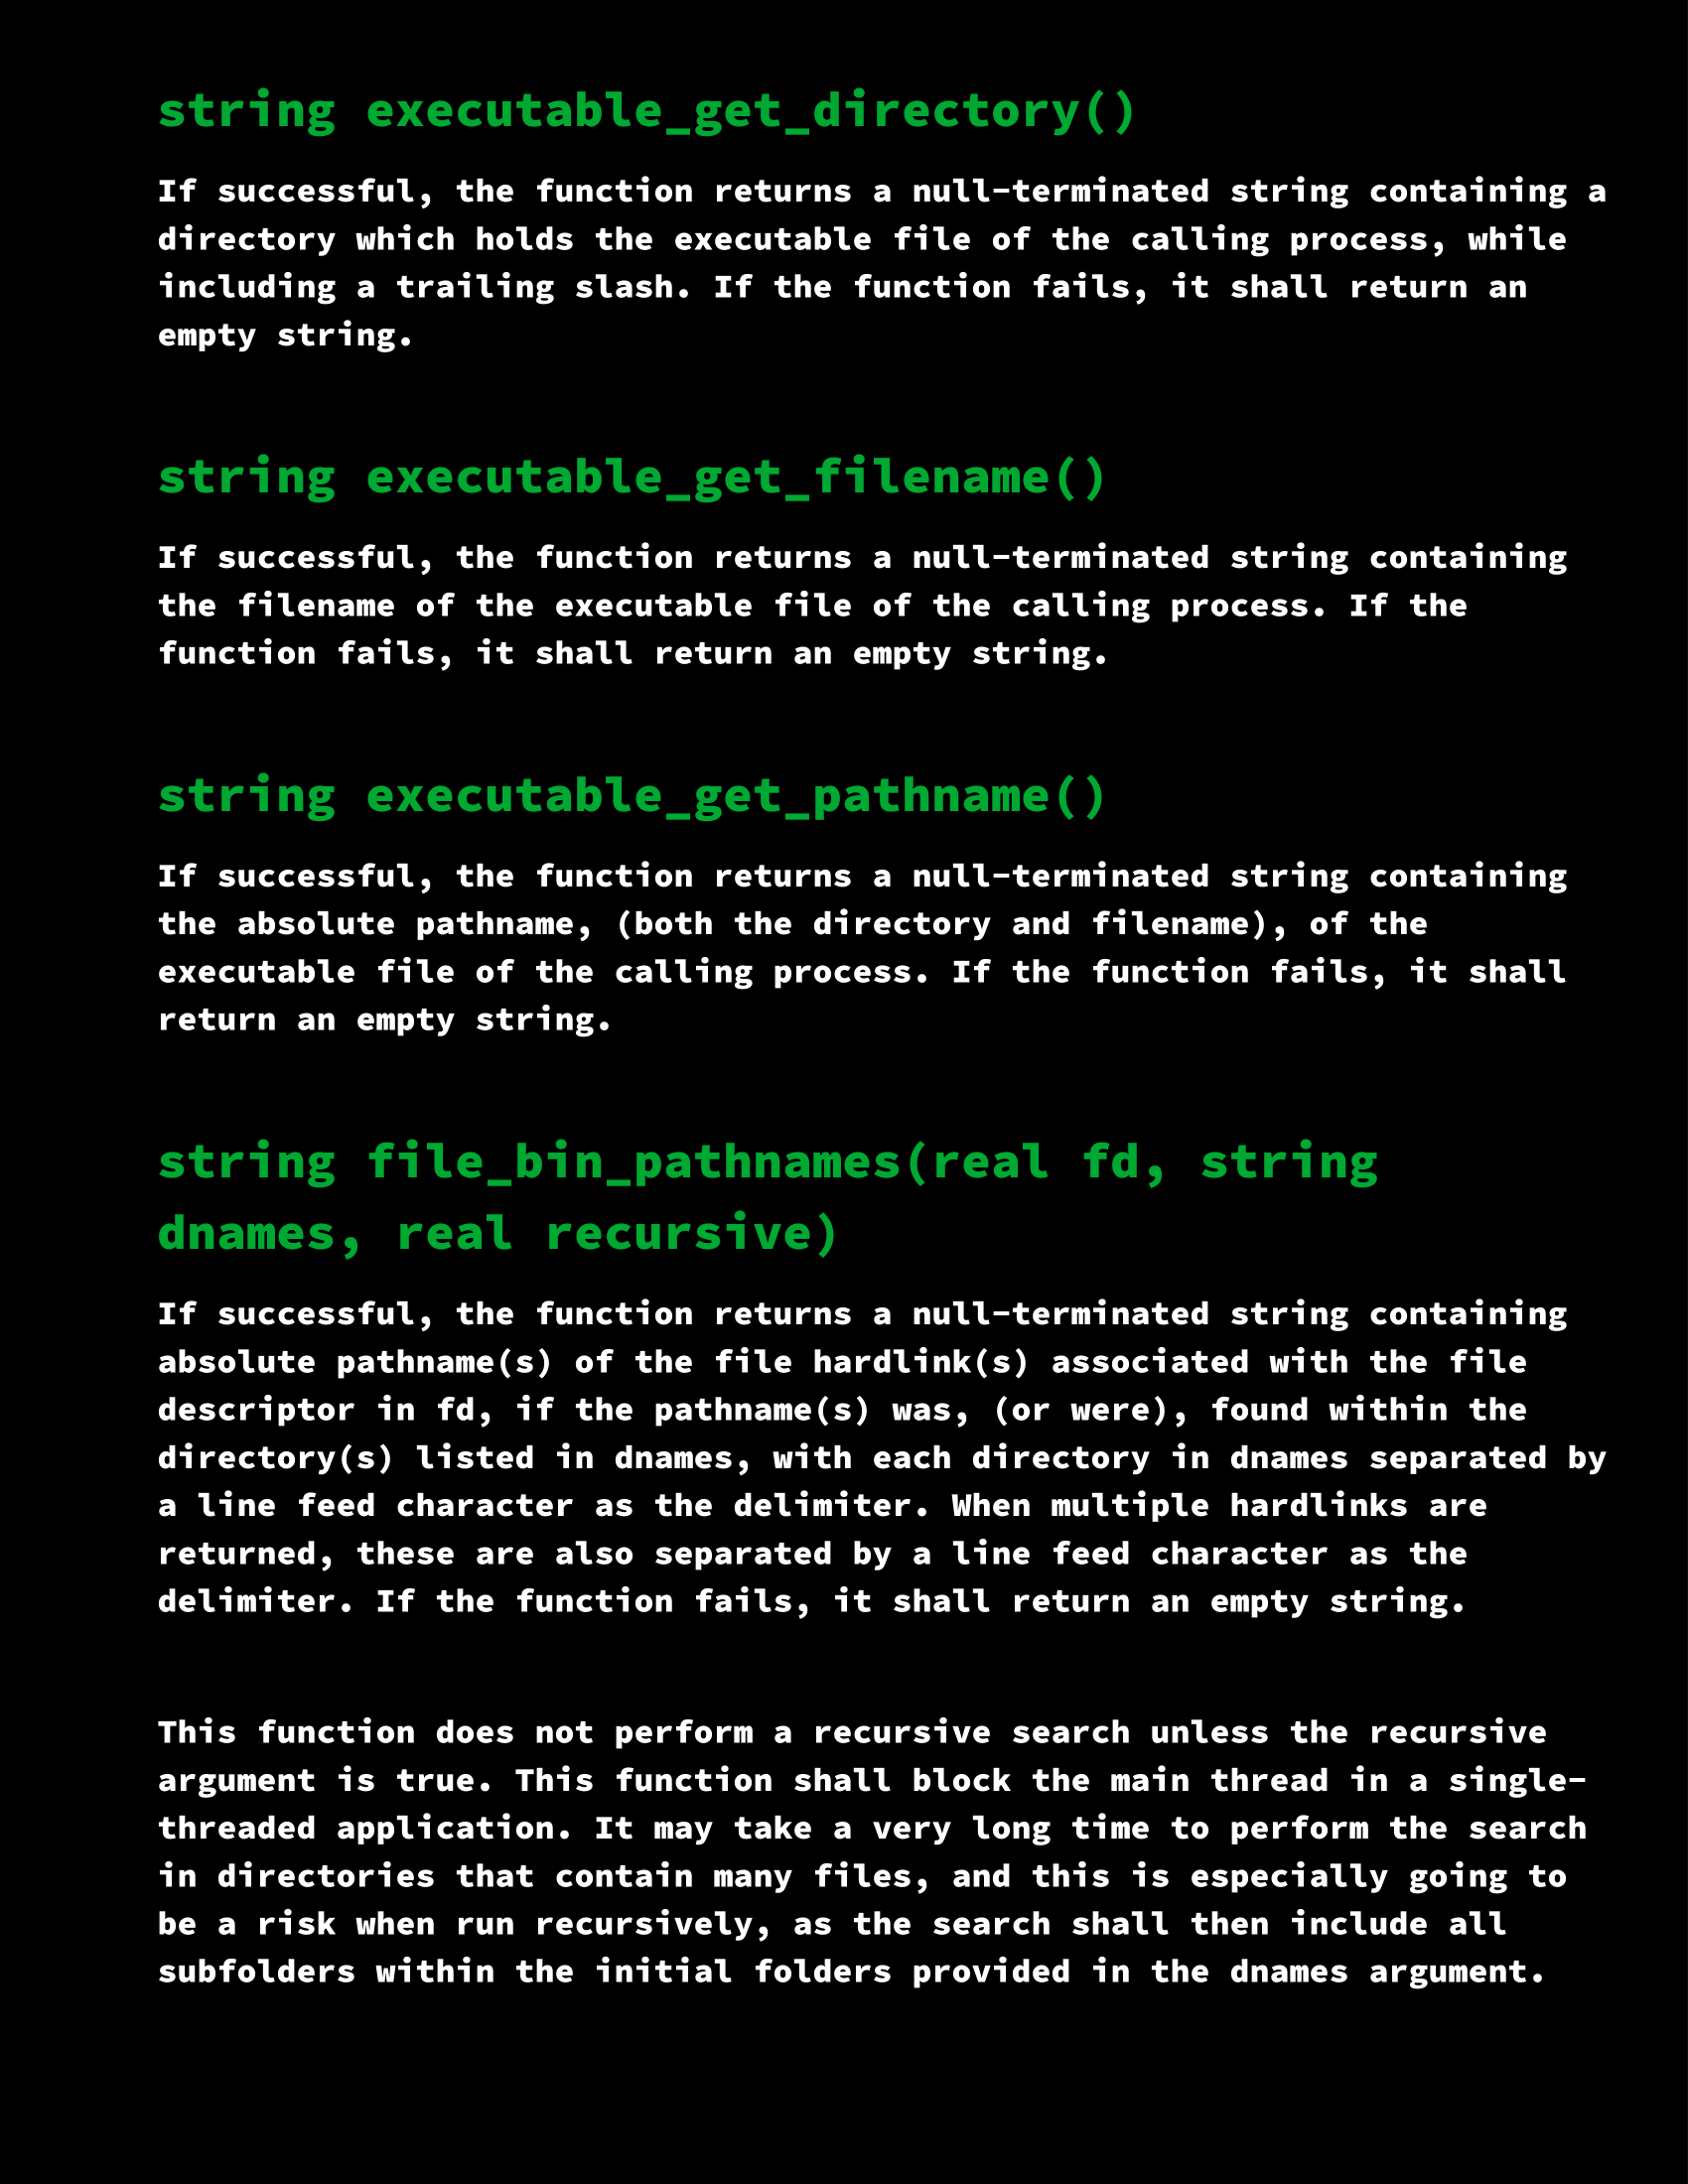 string executable_get_directory()
If successful, the function returns a null-terminated string containing a
directory which holds the executable file of the calling process, while
including a trailing slash. If the function fails, it shall return an
empty string.
string executable_get_filename()
If successful, the function returns a null-terminated string containing
the filename of the executable file of the calling process. If the
function fails, it shall return an empty string.
string executable_get_pathname()
If successful, the function returns a null-terminated string containing
the absolute pathname, (both the directory and filename), of the
executable file of the calling process. If the function fails, it shall
return an empty string.
string file_bin_pathnames(real fd, string
dnames, real recursive)
If successful, the function returns a null-terminated string containing
absolute pathname(s) of the file hardlink(s) associated with the file
descriptor in fd, if the pathname(s) was, (or were), found within the
directory(s) listed in dnames, with each directory in dnames separated by
a line feed character as the delimiter. When multiple hardlinks are
returned, these are also separated by a line feed character as the
delimiter. If the function fails, it shall return an empty string.
This function does not perform a recursive search unless the recursive
argument is true. This function shall block the main thread in a single-
threaded application. It may take a very long time to perform the search
in directories that contain many files, and this is especially going to
be a risk when run recursively, as the search shall then include all
subfolders within the initial folders provided in the dnames argument.